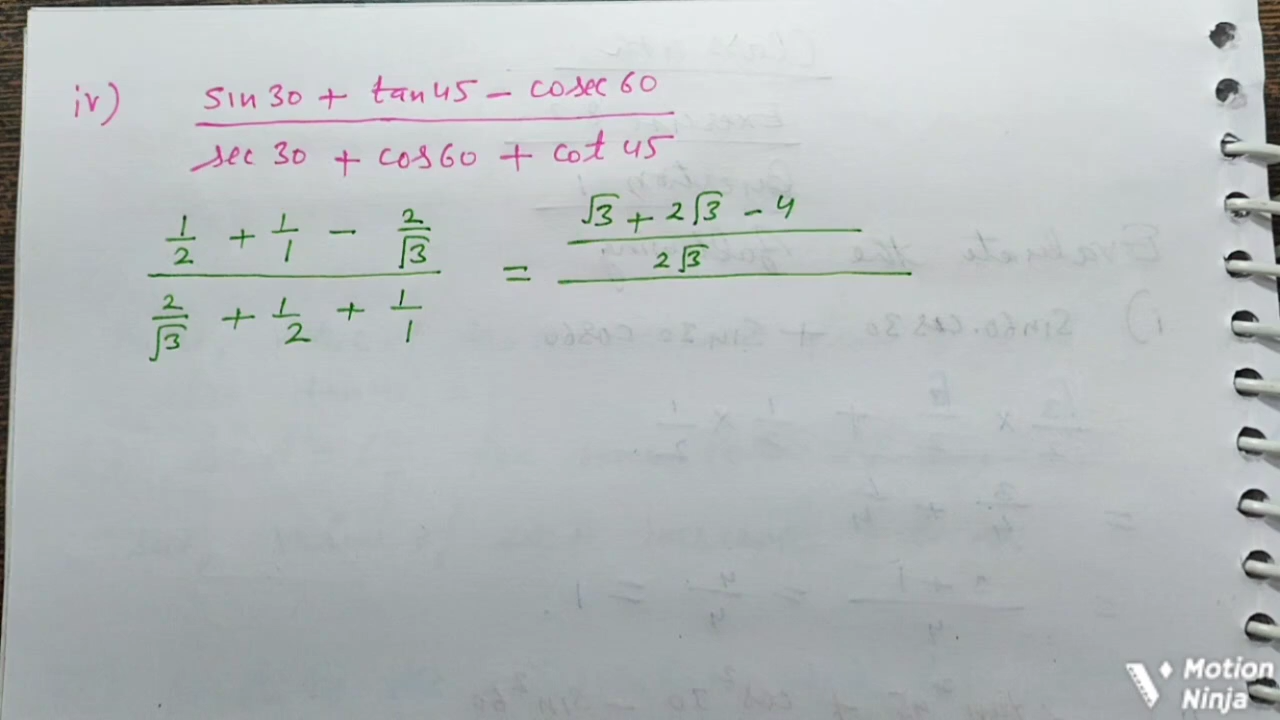 iv) sin 30 + tan 45 - cosec 60
sec 30 + cos 60 + cot 45
1/2 + 1/1 - 2/√3 = √3 + 2√3 - 4
2√3
2/√3 + 1/2 + 1/1
Motion
Ninja